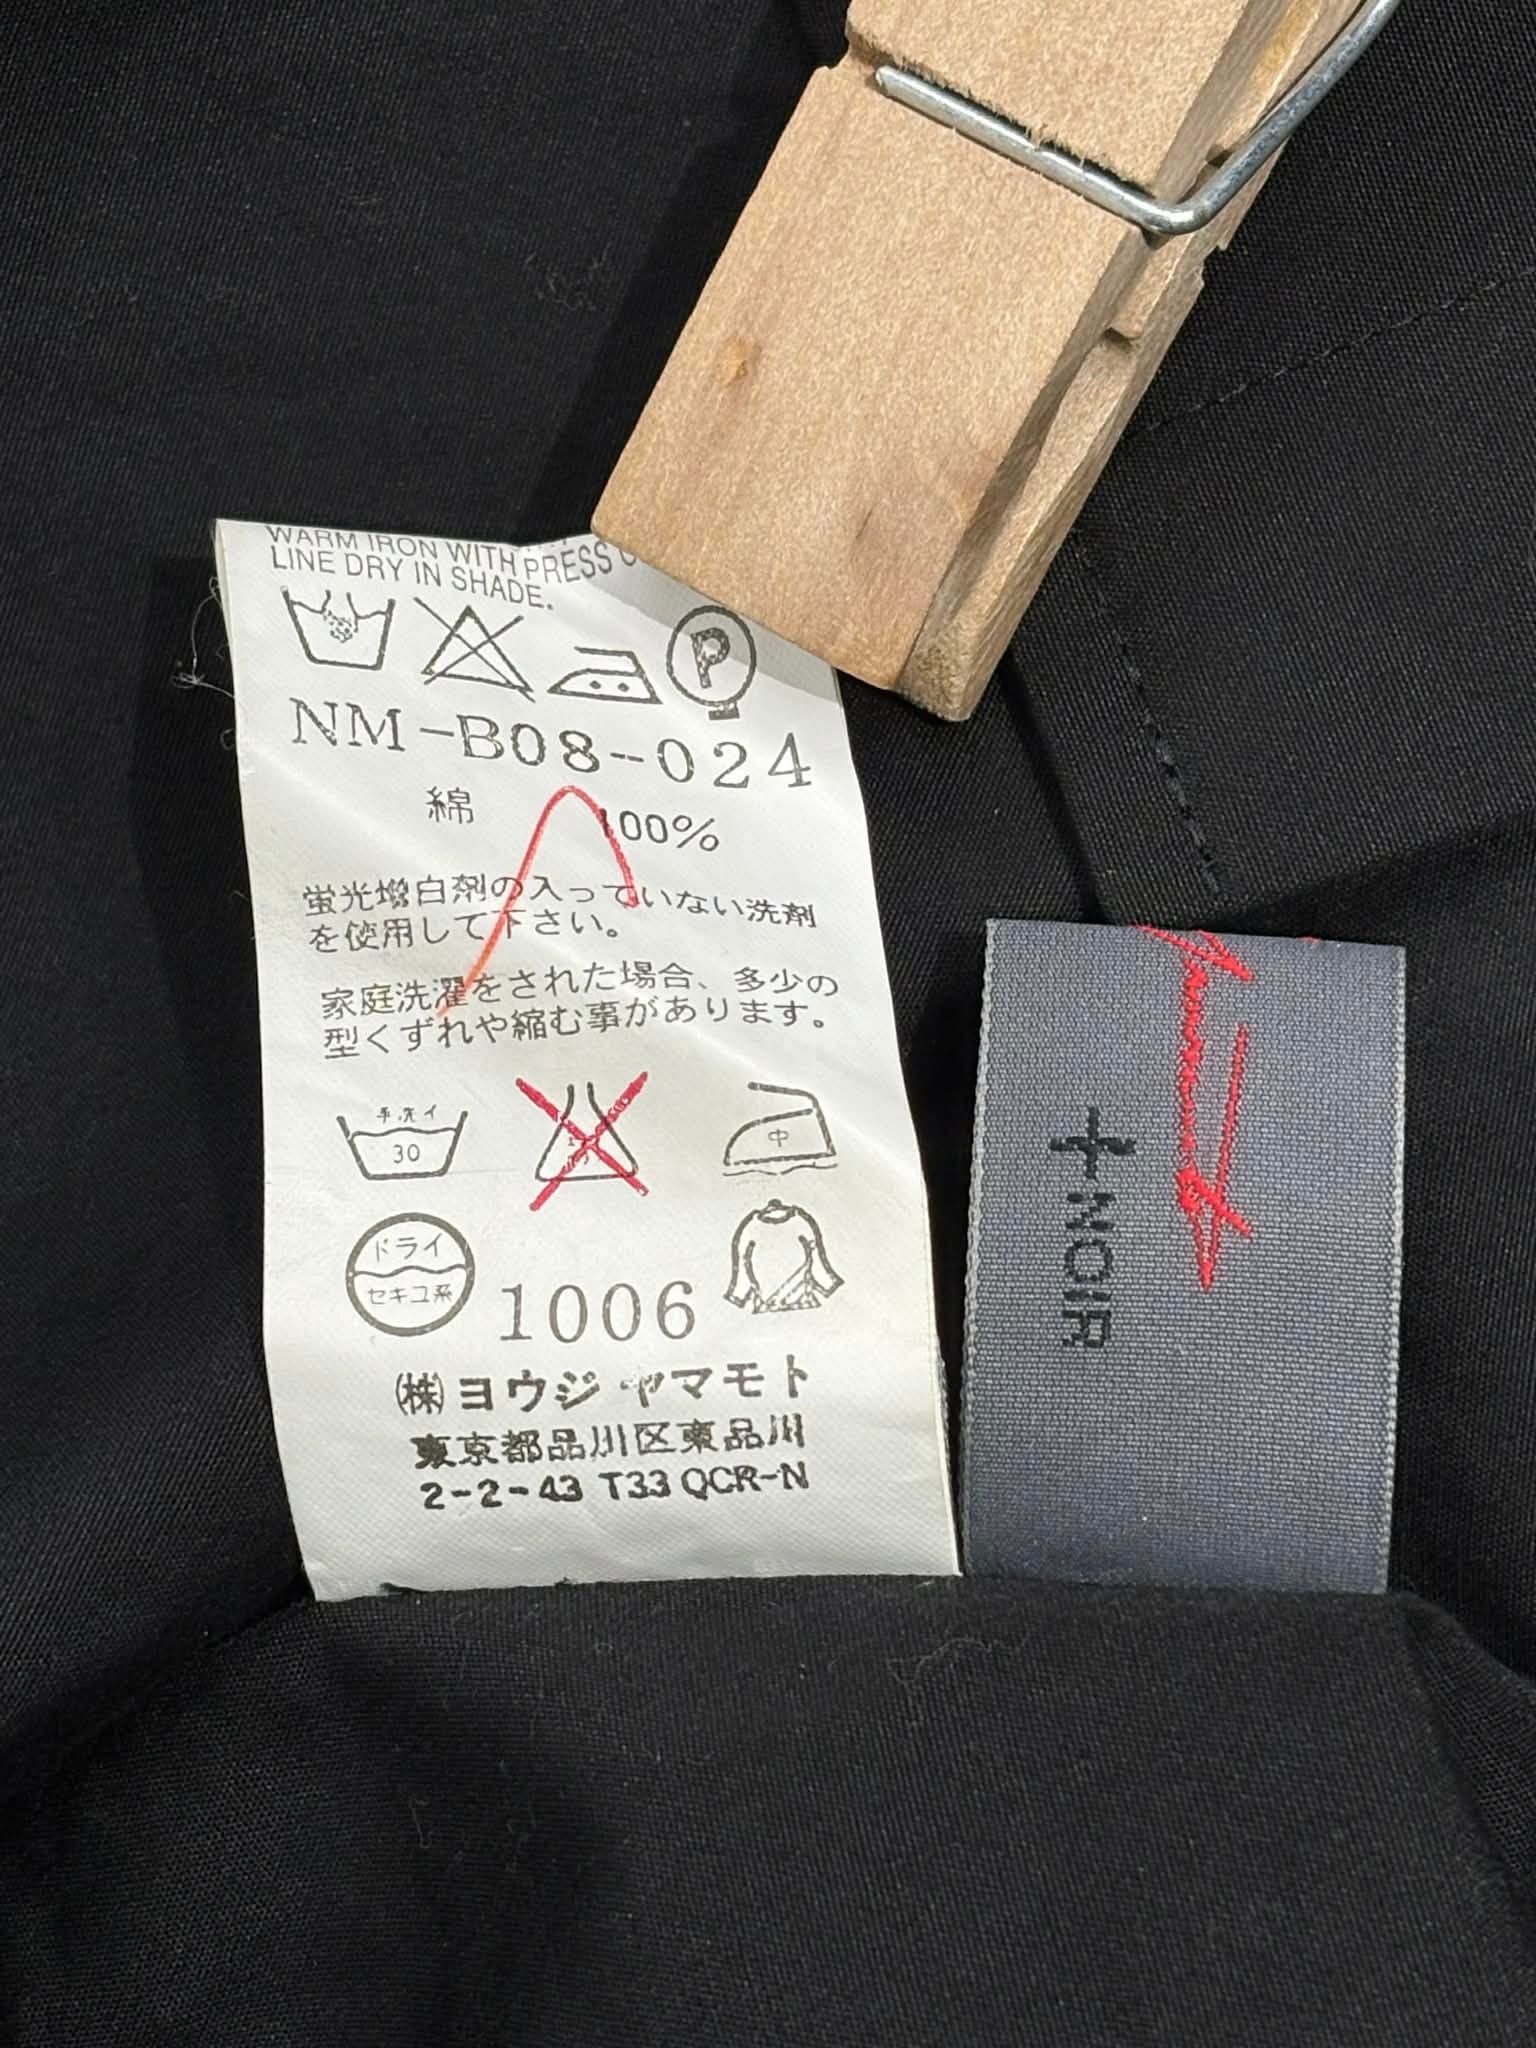 WARM IRON WITH PRESS
LINE DRY IN SHADE.
P
NM-B08-024
綿 100%
蛍光増白剤の入っていない洗剤
を使用して下さい。
家庭洗濯をされた場合、多少の
型くずれや縮む事があります。
手洗イ
30
中
ドライ
セキユ系
1006
㈱ヨウジヤマモト
東京都品川区東品川
2-2-43 T33 QCR-N
+NOIR